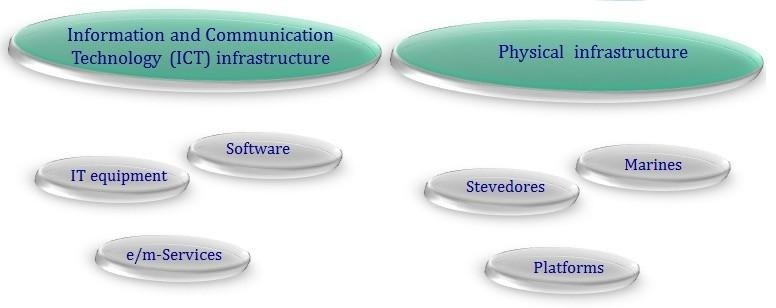 Information and Communication
Technology (ICT) infrastructure
Physical infrastructure
Software
IT equipment
e/m-Services
Marines
Stevedores
Platforms